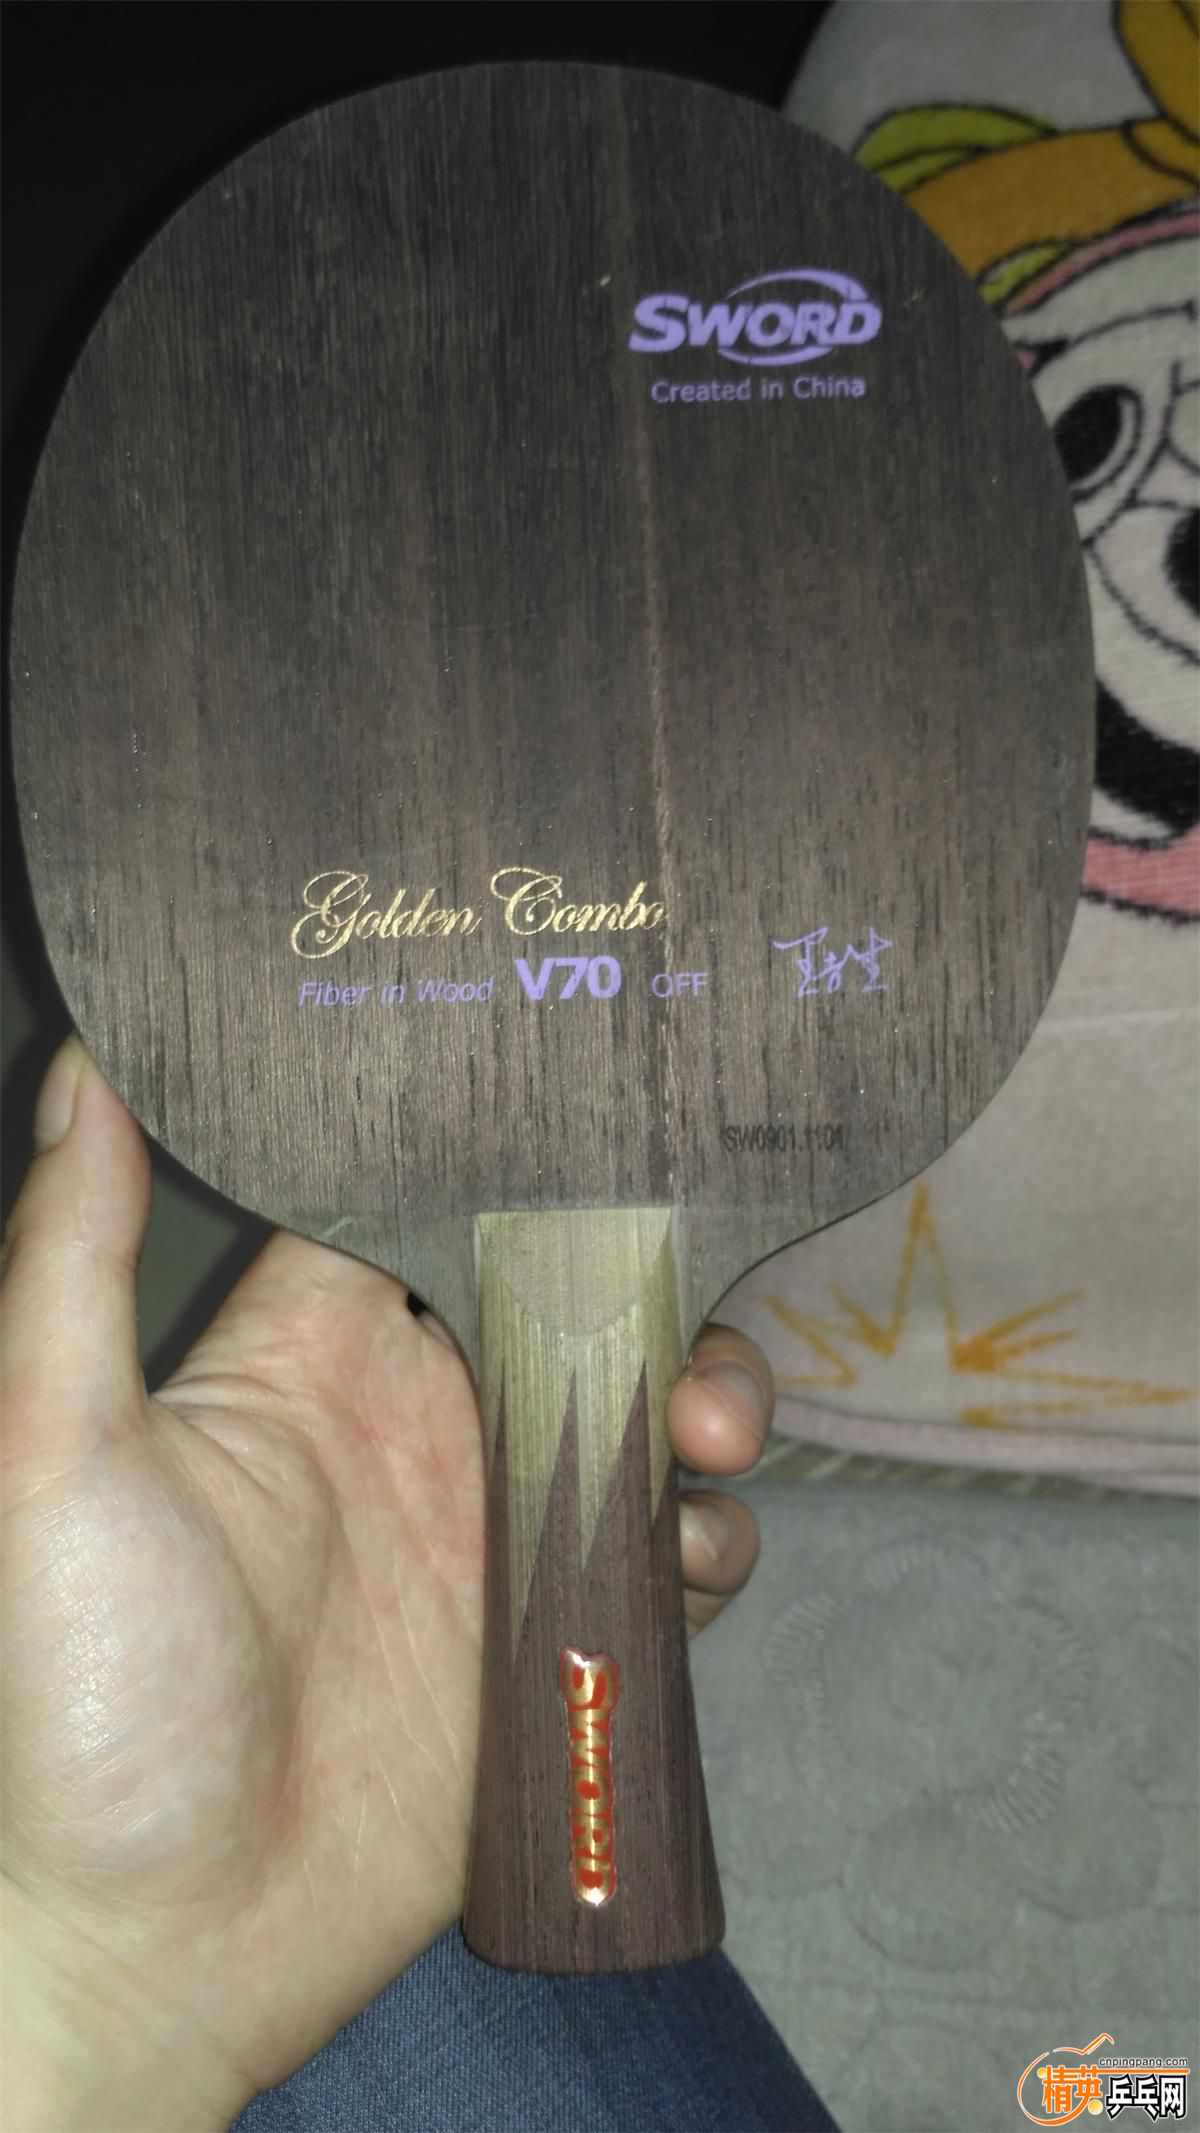 SWORD
Created in China
Golden Combo
Fiber in Wood V70 OFF
SW0901.1101
SWORD
cnpingpang.com
精英乒乓网